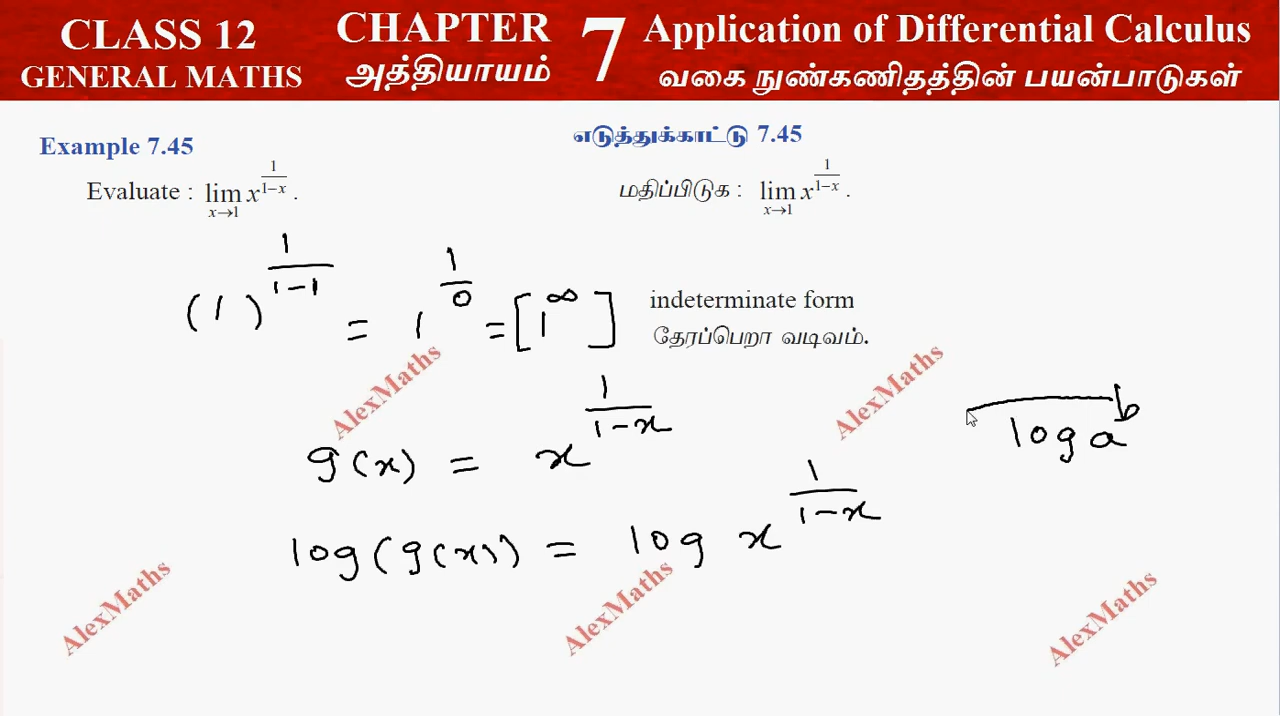 CLASS 12
GENERAL MATHS
CHAPTER
அத்தியாயம்
7
Application of Differential Calculus
வகை நுண்கணிதத்தின் பயன்பாடுகள்
Example 7.45
Evaluate : lim x→1 x^(1/(1−x)) .
எடுத்துக்காட்டு 7.45
மதிப்பிடுக : lim x→1 x^(1/(1−x)) .
(1)^(1/(1−1)) = 1^(1/0) = [1^∞]
indeterminate form
தேரப்பெறா வடிவம்.
AlexMaths
AlexMaths
g(x) = x^(1/(1−x))
log a^b
log(g(x)) = log x^(1/(1−x))
AlexMaths
AlexMaths
AlexMaths